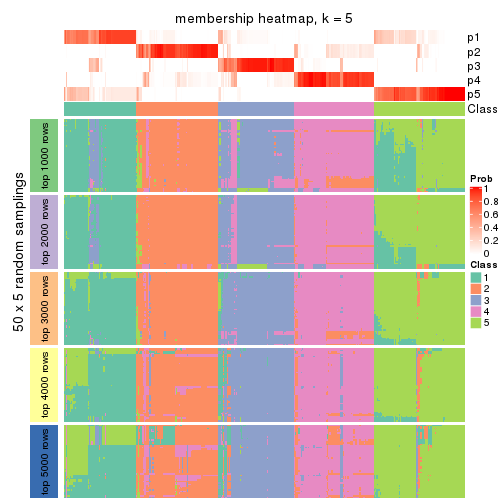 membership heatmap, k = 5
p1
p2
p3
p4
p5
Class
50 x 5 random samplings
top 1000 rows
top 2000 rows
top 3000 rows
top 4000 rows
top 5000 rows
Prob
1
0.8
0.6
0.4
0.2
0
Class
1
2
3
4
5